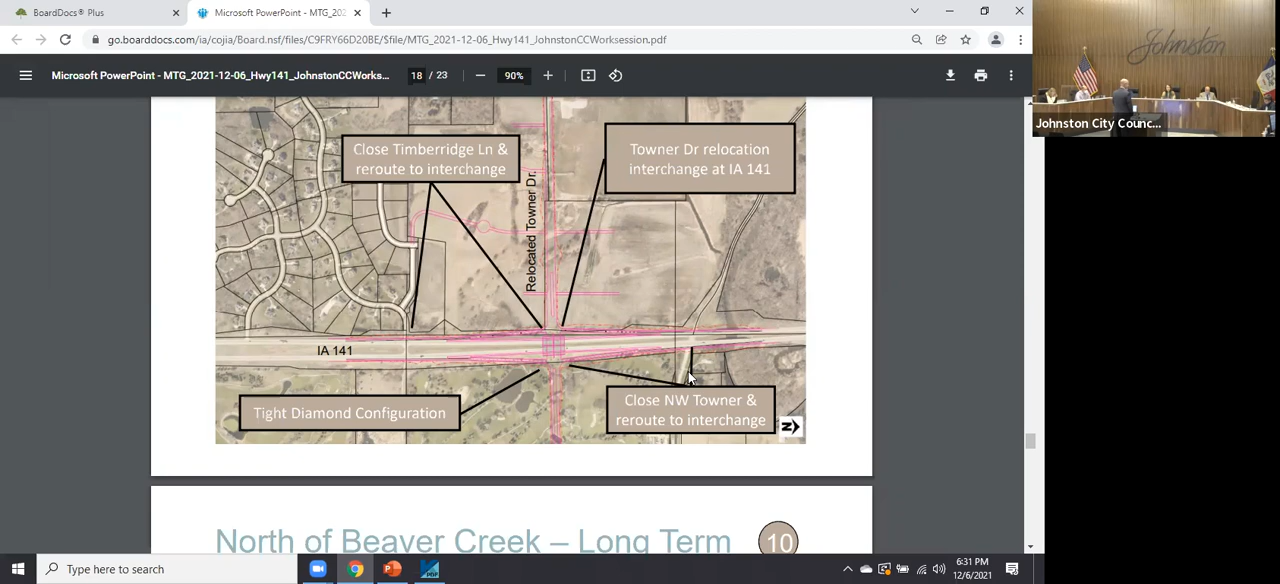 BoardDocs® Plus
Microsoft PowerPoint - MTG_202
go.boarddocs.com/ia/cojia/Board.nsf/files/C9FRY66D20BE/$file/MTG_2021-12-06_Hwy141_JohnstonCCWorksession.pdf
Microsoft PowerPoint - MTG_2021-12-06_Hwy141_JohnstonCCWorks...
18 / 23
90%
Johnston
Johnston City Counc...
Close Timberridge Ln &
reroute to interchange
Towner Dr relocation
interchange at IA 141
Relocated Towner Dr.
IA 141
Tight Diamond Configuration
Close NW Towner &
reroute to interchange
N
North of Beaver Creek – Long Term
10
Type here to search
6:31 PM
12/6/2021